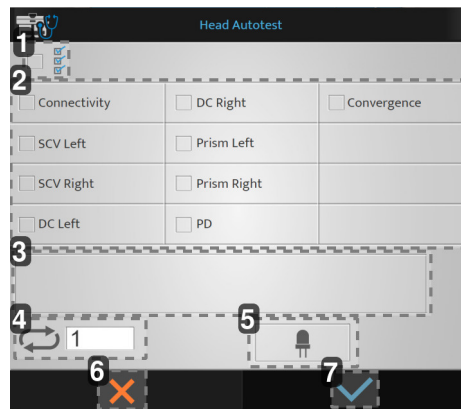 Head Autotest
1
2
Connectivity DC Right Convergence
SCV Left Prism Left
SCV Right Prism Right
DC Left PD
3
4 5
1
6 7